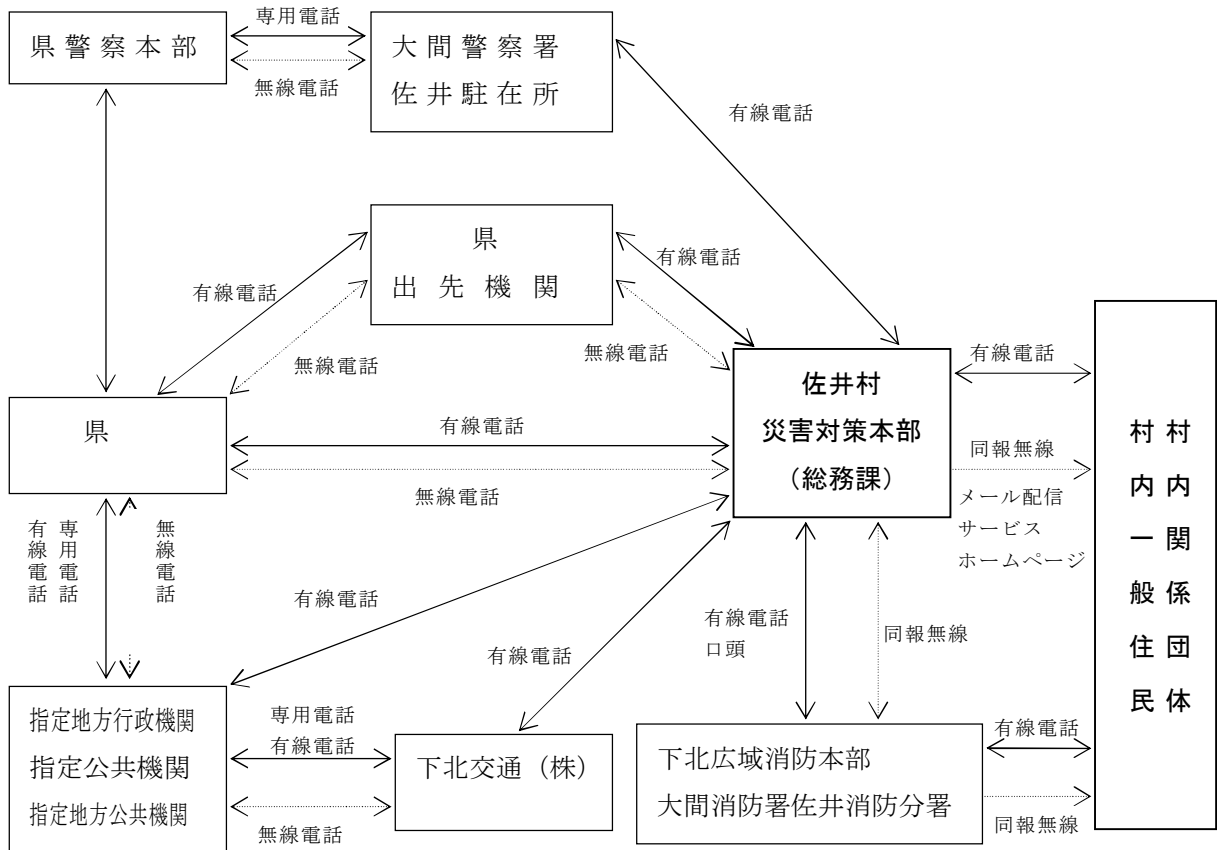 県警察本部
専用電話
無線電話
大間警察署
佐井駐在所
有線電話
県
出先機関
有線電話
有線電話
無線電話
無線電話
県
有線電話
無線電話
佐井村
災害対策本部
（総務課）
有線電話
同報無線
メール配信
サービス
ホームページ
村内関係団体
村内一般住民
無線電話
専用電話
有線電話
有線電話
有線電話
有線電話
口頭
同報無線
指定地方行政機関
指定公共機関
指定地方公共機関
専用電話
有線電話
無線電話
下北交通（株）
下北広域消防本部
大間消防署佐井消防分署
有線電話
同報無線